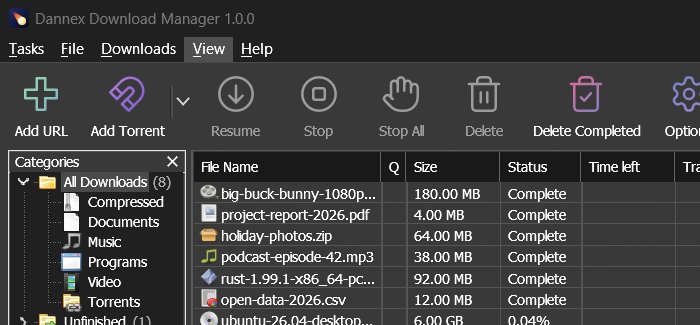 Dannex Download Manager 1.0.0
Tasks File Downloads View Help
Add URL Add Torrent Resume Stop Stop All Delete Delete Completed Option
Categories
All Downloads (8)
Compressed
Documents
Music
Programs
Video
Torrents
Unfinished (1)
File Name Q Size Status Time left Tra
big-buck-bunny-1080p... 180.00 MB Complete
project-report-2026.pdf 4.00 MB Complete
holiday-photos.zip 64.00 MB Complete
podcast-episode-42.mp3 38.00 MB Complete
rust-1.99.1-x86_64-pc... 92.00 MB Complete
open-data-2026.csv 12.00 MB Complete
ubuntu-26.04-desktop... 6.00 GB 0.04%